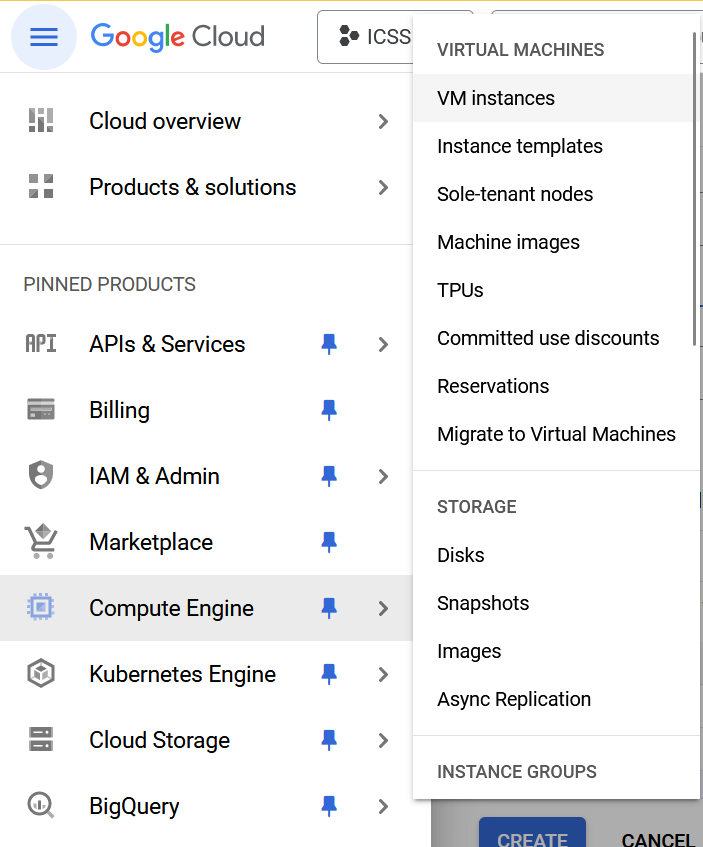 Google Cloud
ICSS
Cloud overview
Products & solutions
PINNED PRODUCTS
API APIs & Services
Billing
IAM & Admin
Marketplace
Compute Engine
Kubernetes Engine
Cloud Storage
BigQuery
VIRTUAL MACHINES
VM instances
Instance templates
Sole-tenant nodes
Machine images
TPUs
Committed use discounts
Reservations
Migrate to Virtual Machines
STORAGE
Disks
Snapshots
Images
Async Replication
INSTANCE GROUPS
CREATE
CANCEL